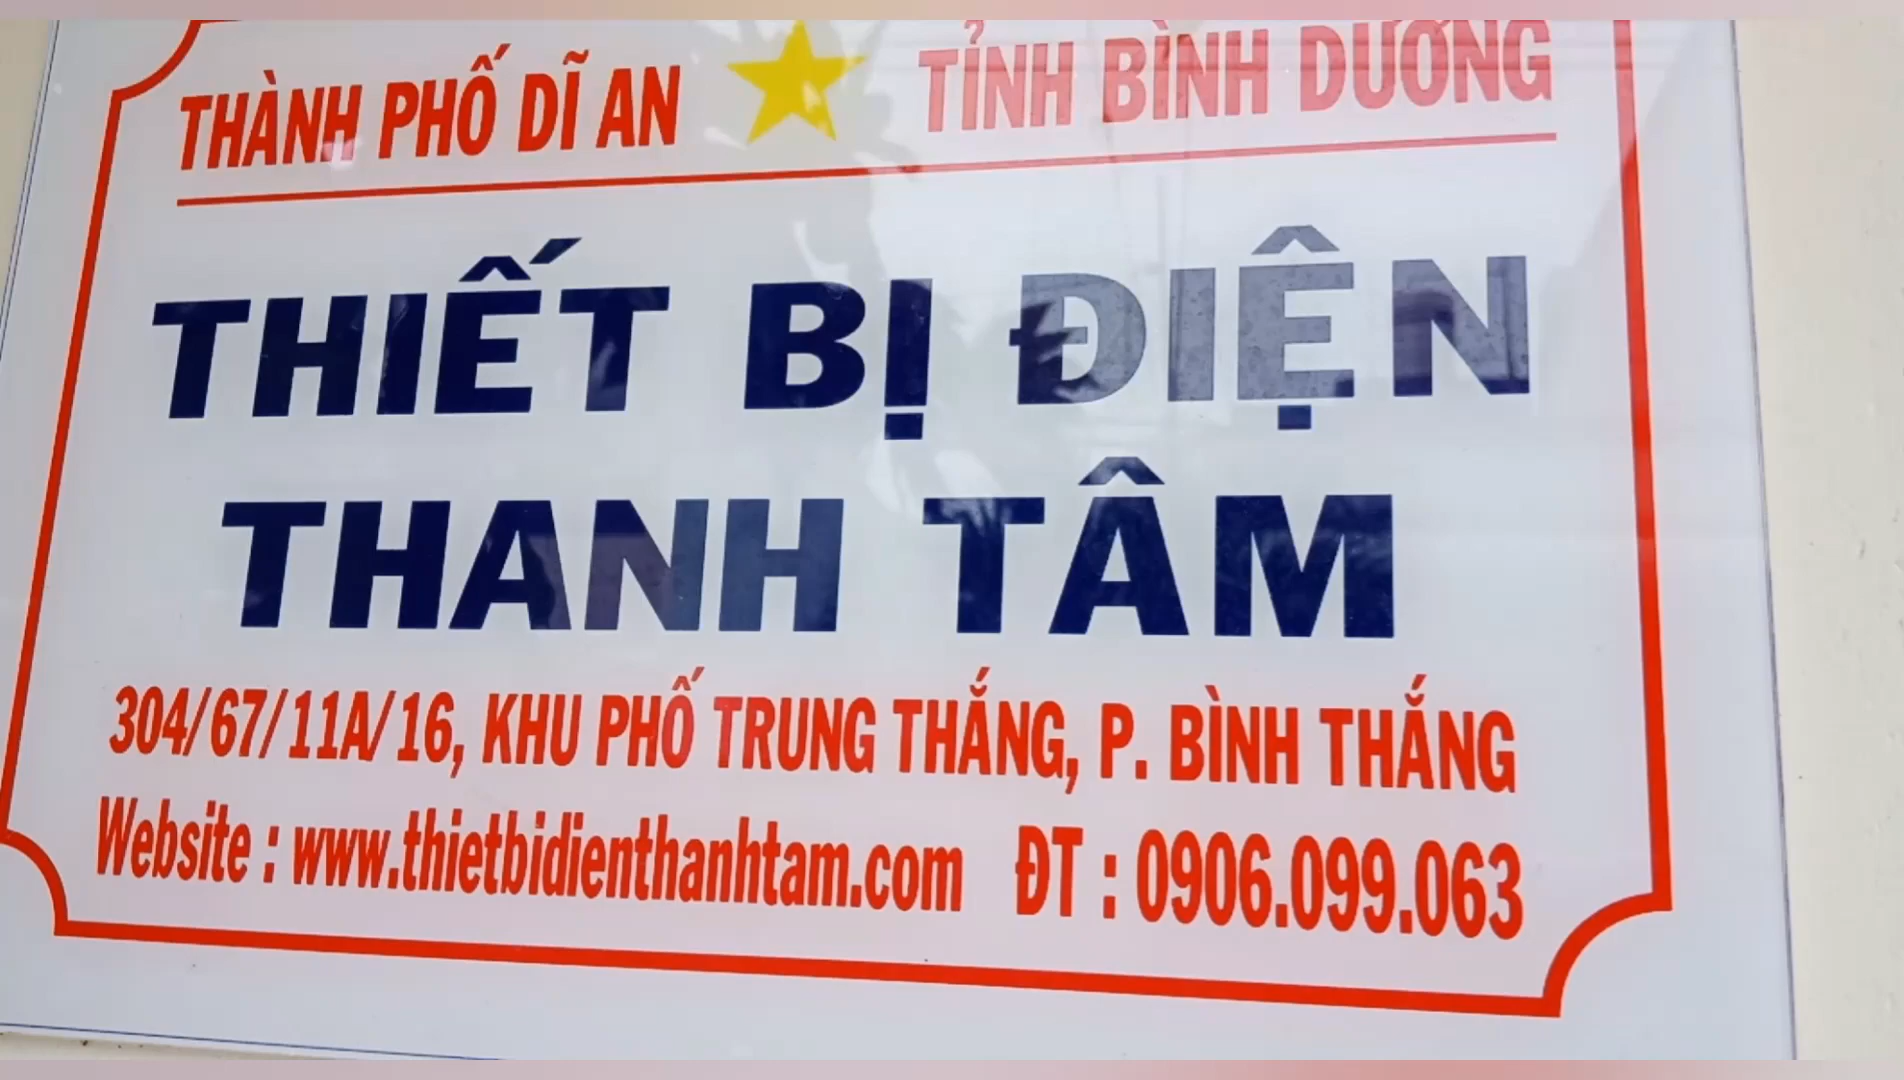 THÀNH PHỐ DĨ AN TỈNH BÌNH DƯƠNG
THIẾT BỊ ĐIỆN
THANH TÂM
304/67/11A/16, KHU PHỐ TRUNG THẮNG, P. BÌNH THẮNG
Website : www.thietbidienthanhtam.com ĐT : 0906.099.063